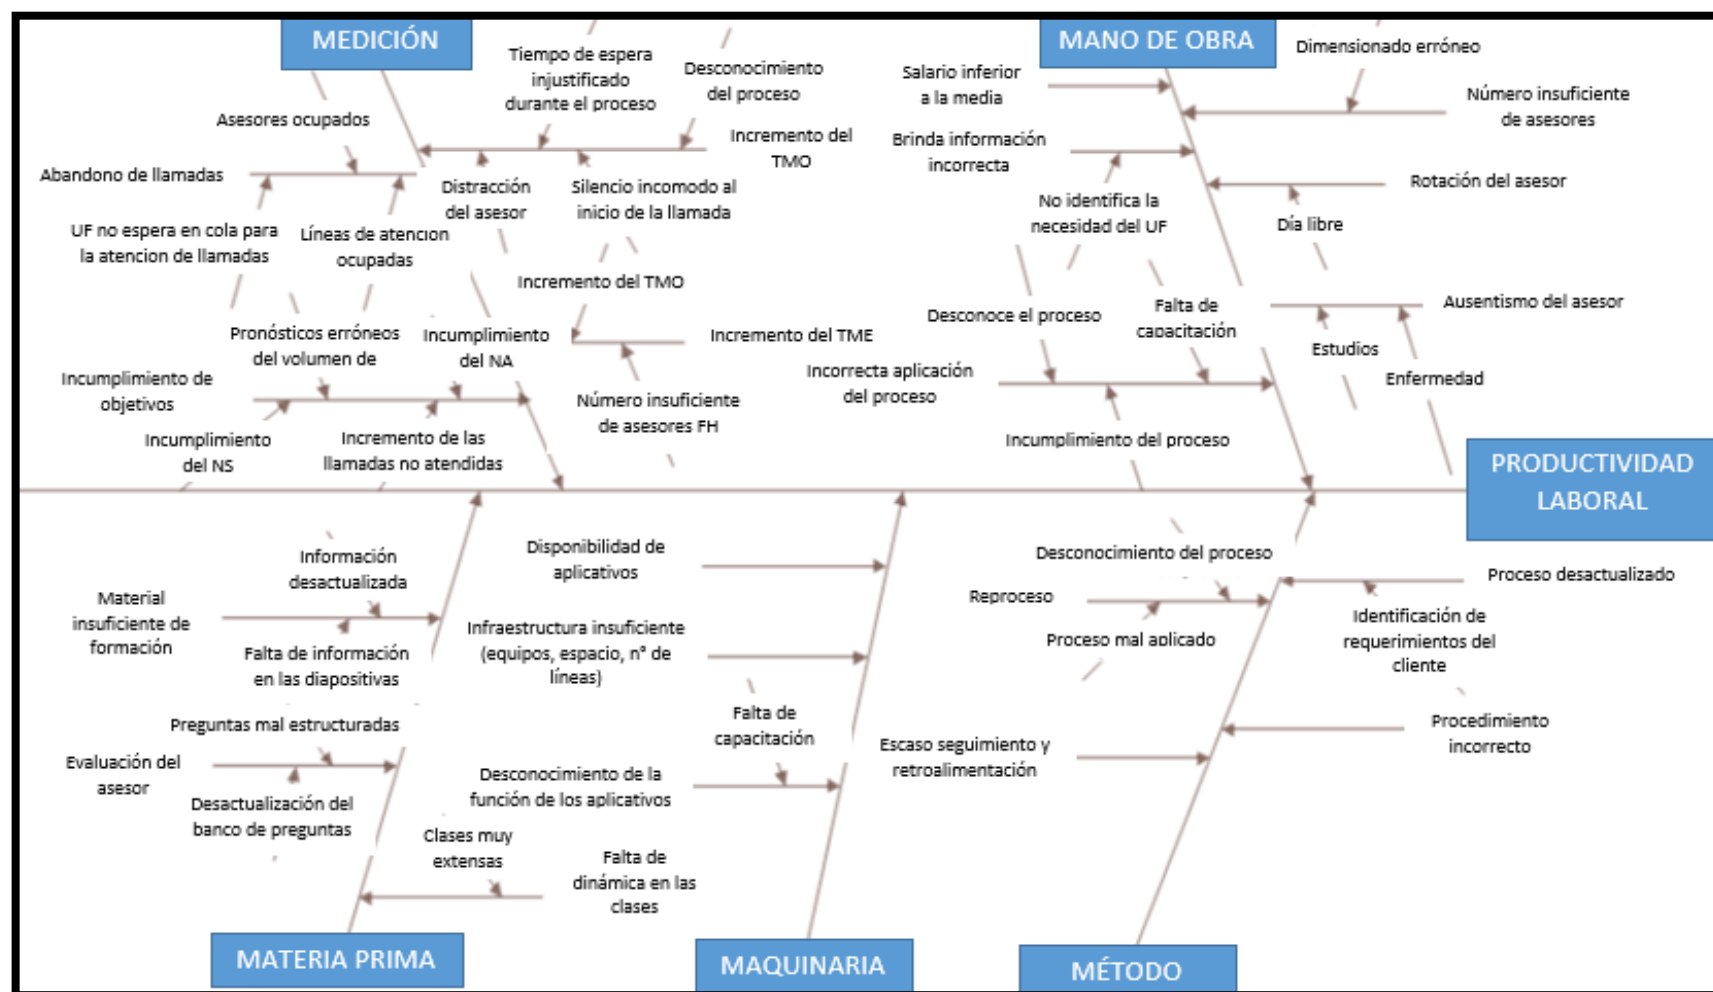 MEDICIÓN
Tiempo de espera
injustificado
durante el proceso
Desconocimiento
del proceso
Asesores ocupados
Incremento del
TMO
Abandono de llamadas
Distracción
del asesor
Silencio incomodo al
inicio de la llamada
UF no espera en cola para
la atencion de llamadas
Líneas de atencion
ocupadas
Incremento del TMO
Pronósticos erróneos
del volumen de
Incumplimiento
del NA
Incremento del TME
Incumplimiento de
objetivos
Número insuficiente
de asesores FH
Incumplimiento
del NS
Incremento de las
llamadas no atendidas
MANO DE OBRA
Dimensionado erróneo
Salario inferior
a la media
Número insuficiente
de asesores
Brinda información
incorrecta
Rotación del asesor
No identifica la
necesidad del UF
Día libre
Desconoce el proceso
Falta de
capacitación
Ausentismo del asesor
Estudios
Incorrecta aplicación
del proceso
Enfermedad
Incumplimiento del proceso
PRODUCTIVIDAD
LABORAL
Información
desactualizada
Material
insuficiente de
formación
Falta de información
en las diapositivas
Preguntas mal estructuradas
Evaluación del
asesor
Desactualización del
banco de preguntas
Clases muy
extensas
Falta de
dinámica en las
clases
MATERIA PRIMA
Disponibilidad de
aplicativos
Infraestructura insuficiente
(equipos, espacio, n° de
líneas)
Falta de
capacitación
Desconocimiento de la
función de los aplicativos
MAQUINARIA
Desconocimiento del proceso
Proceso desactualizado
Reproceso
Identificación de
requerimientos del
cliente
Proceso mal aplicado
Procedimiento
incorrecto
Escaso seguimiento y
retroalimentación
MÉTODO